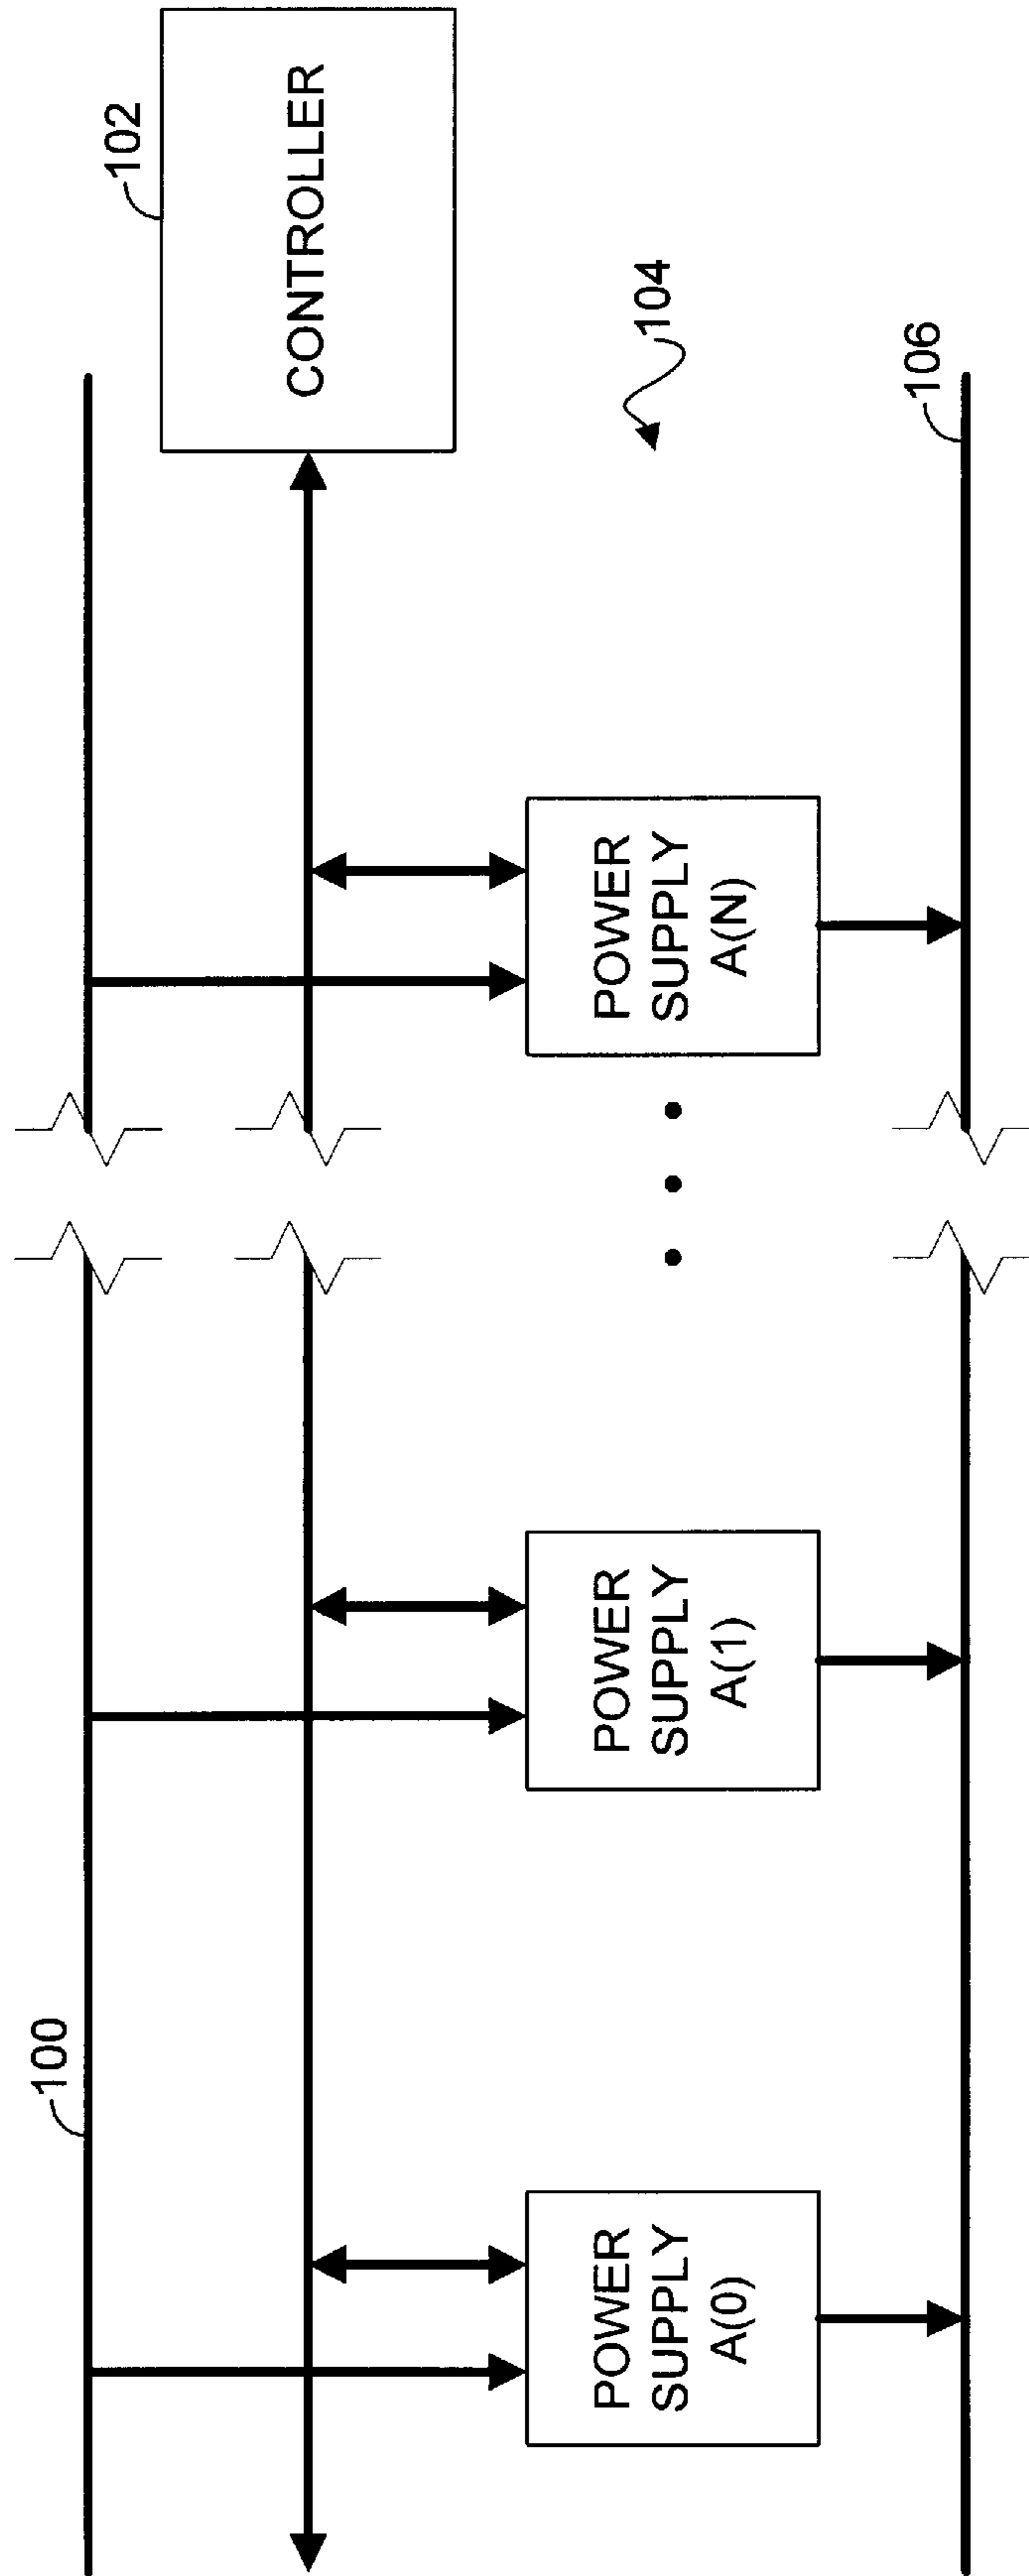 102
CONTROLLER
104
106
100
POWER
SUPPLY
A(0)
POWER
SUPPLY
A(1)
POWER
SUPPLY
A(N)